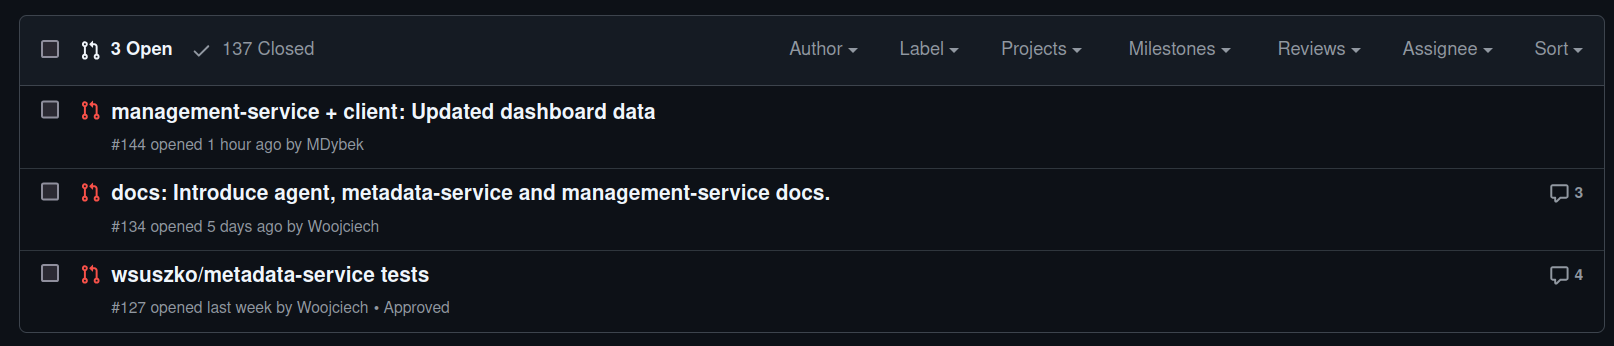 3 Open 137 Closed Author Label Projects Milestones Reviews Assignee Sort
management-service + client: Updated dashboard data
#144 opened 1 hour ago by MDybek
docs: Introduce agent, metadata-service and management-service docs.
3
#134 opened 5 days ago by Woojciech
wsuszko/metadata-service tests
4
#127 opened last week by Woojciech • Approved